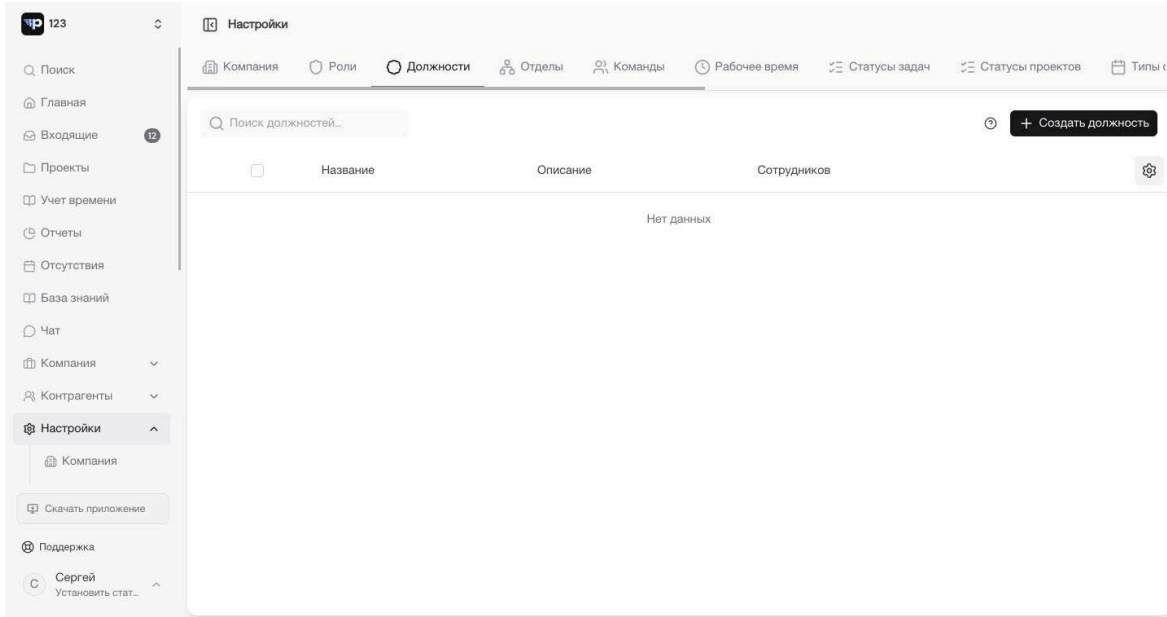 123
Поиск
Главная
Входящие 12
Проекты
Учет времени
Отчеты
Отсутствия
База знаний
Чат
Компания
Контрагенты
Настройки
Компания
Скачать приложение
Поддержка
С Сергей
Установить стат...
Настройки
Компания Роли Должности Отделы Команды Рабочее время Статусы задач Статусы проектов Типы
Поиск должностей... + Создать должность
Название Описание Сотрудников
Нет данных